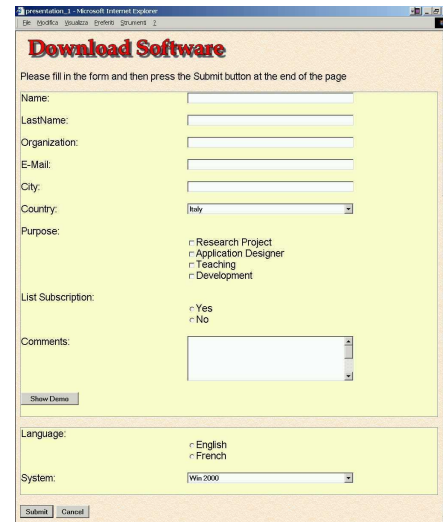 presentation_1 - Microsoft Internet Explorer
File Modifica Visualizza Preferiti Strumenti ?
Download Software
Please fill in the form and then press the Submit button at the end of the page
Name:
LastName:
Organization:
E-Mail:
City:
Country: Italy
Purpose:
Research Project
Application Designer
Teaching
Development
List Subscription:
Yes
No
Comments:
Show Demo
Language:
English
French
System: Win 2000
Submit Cancel